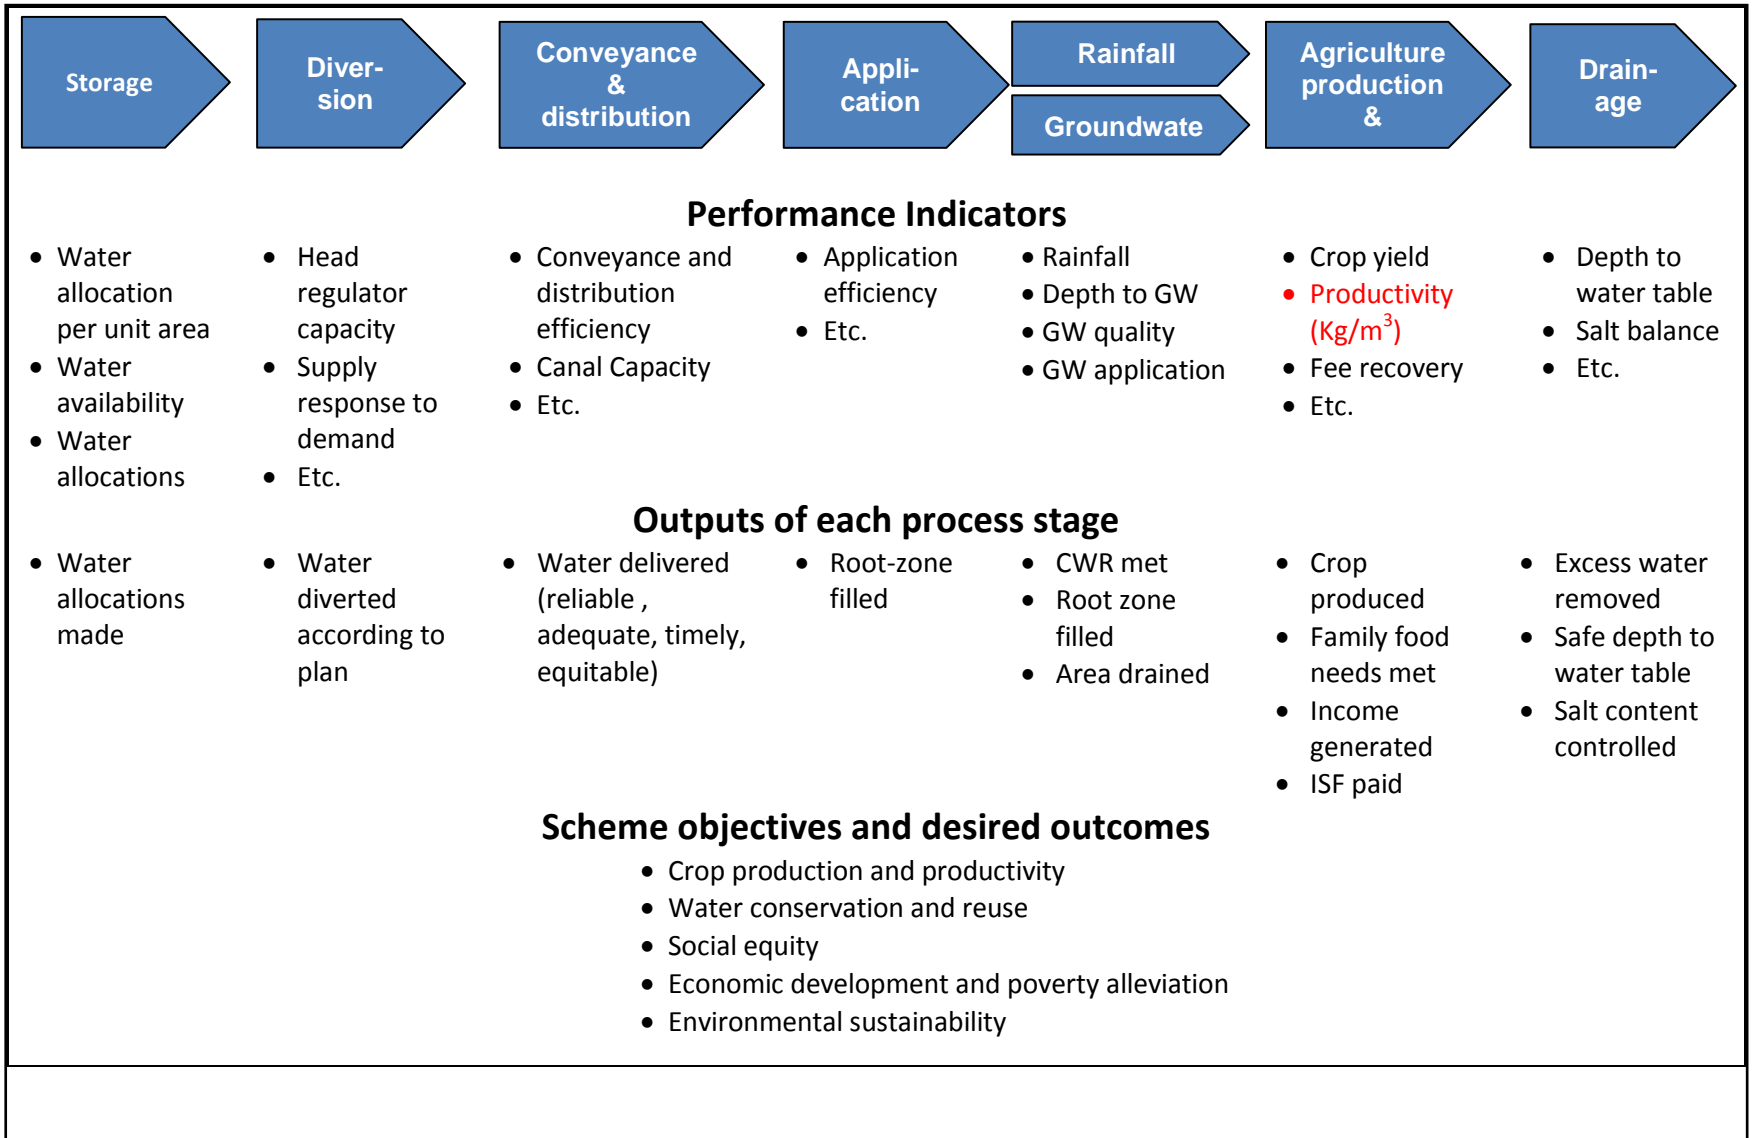 Storage
Diver-
sion
Conveyance
&
distribution
Appli-
cation
Rainfall
Groundwate
Agriculture
production
&
Drain-
age
Performance Indicators
• Water
allocation
per unit area
• Water
availability
• Water
allocations
• Head
regulator
capacity
• Supply
response to
demand
• Etc.
• Conveyance and
distribution
efficiency
• Canal Capacity
• Etc.
• Application
efficiency
• Etc.
• Rainfall
• Depth to GW
• GW quality
• GW application
• Crop yield
• Productivity
(Kg/m³)
• Fee recovery
• Etc.
• Depth to
water table
• Salt balance
• Etc.
Outputs of each process stage
• Water
allocations
made
• Water
diverted
according to
plan
• Water delivered
(reliable ,
adequate, timely,
equitable)
• Root-zone
filled
• CWR met
• Root zone
filled
• Area drained
• Crop
produced
• Family food
needs met
• Income
generated
• ISF paid
• Excess water
removed
• Safe depth to
water table
• Salt content
controlled
Scheme objectives and desired outcomes
• Crop production and productivity
• Water conservation and reuse
• Social equity
• Economic development and poverty alleviation
• Environmental sustainability